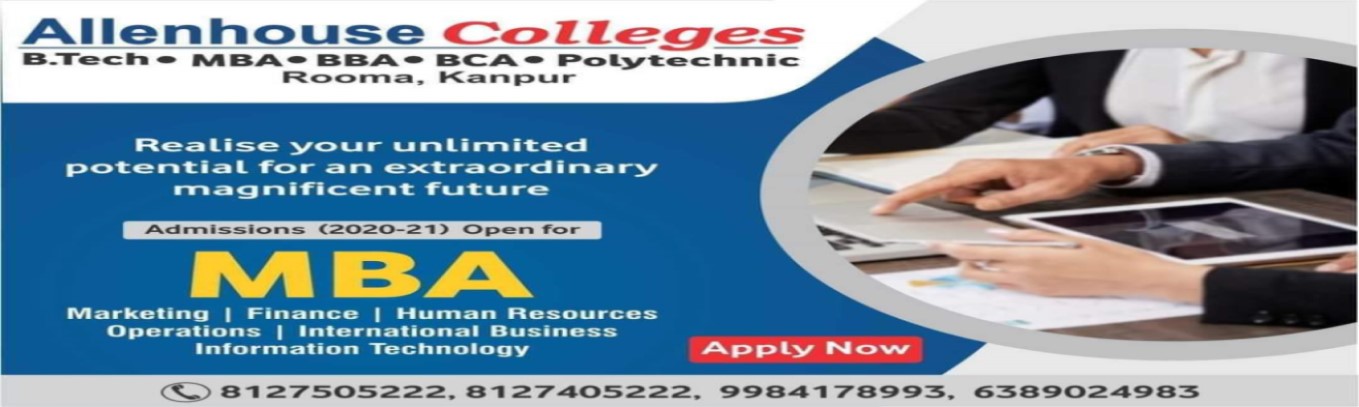 Allenhouse Colleges
B.Tech • MBA • BBA • BCA • Polytechnic
Rooma, Kanpur
Realise your unlimited
potential for an extraordinary
magnificent future
Admissions (2020-21) Open for
MBA
Marketing | Finance | Human Resources
Operations | International Business
Information Technology
Apply Now
8127505222, 8127405222, 9984178993, 6389024983